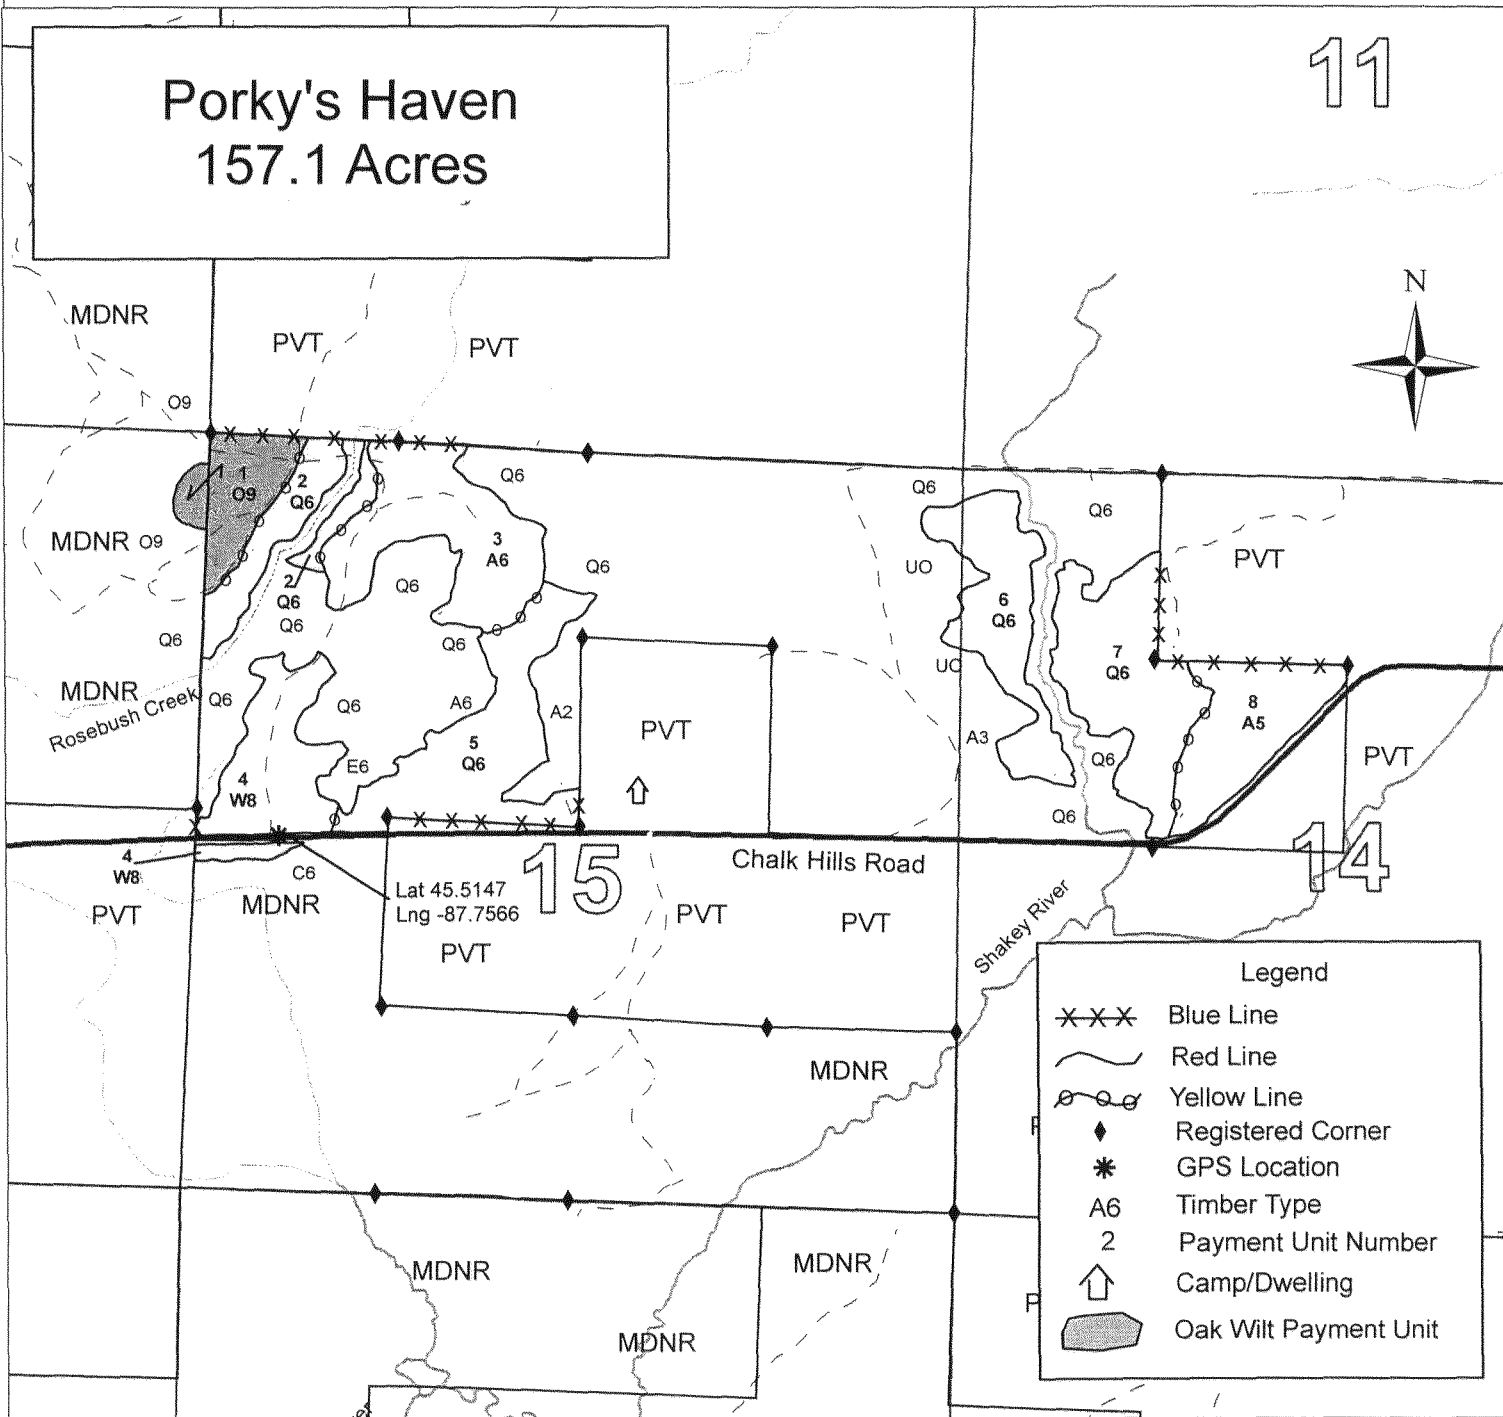 Porky's Haven
157.1 Acres
11
N
MDNR
PVT
PVT
O9
1
O9
2
Q6
Q6
3
A6
Q6
Q6
PVT
MDNR O9
Q6
Q6
UO
6
Q6
2
Q6
Q6
Q6
Q6
UO
7
Q6
MDNR
Rosebush Creek
Q6
Q6
A6
A2
PVT
8
A5
A3
5
Q6
E6
Q6
PVT
4
W8
Q6
Chalk Hills Road
15
14
4
W8
C6
Lat 45.5147
Lng -87.7566
PVT
MDNR
PVT
PVT
PVT
Shakey River
MDNR
Legend
Blue Line
Red Line
Yellow Line
Registered Corner
GPS Location
A6 Timber Type
2 Payment Unit Number
Camp/Dwelling
Oak Wilt Payment Unit
MDNR
MDNR
MDNR